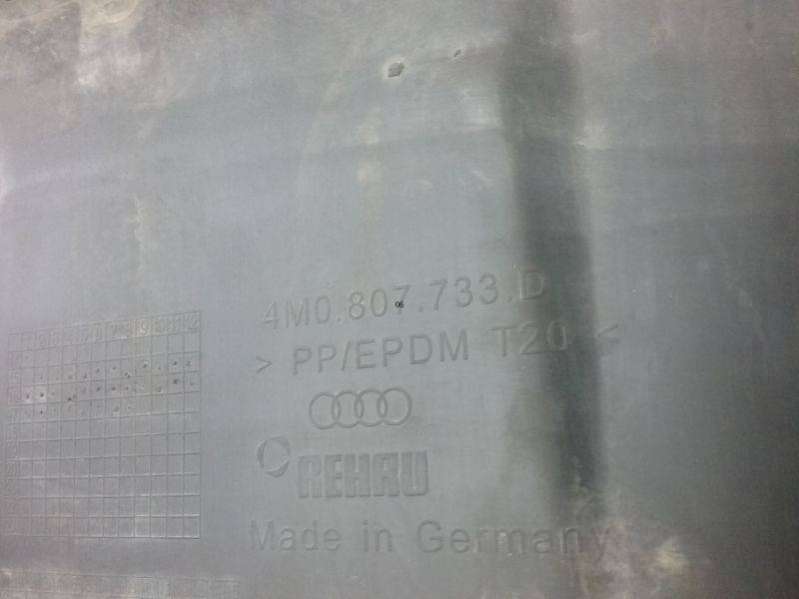 4M0.807.733.D
> PP/EPDM T20 <
REHAU
Made in Germany